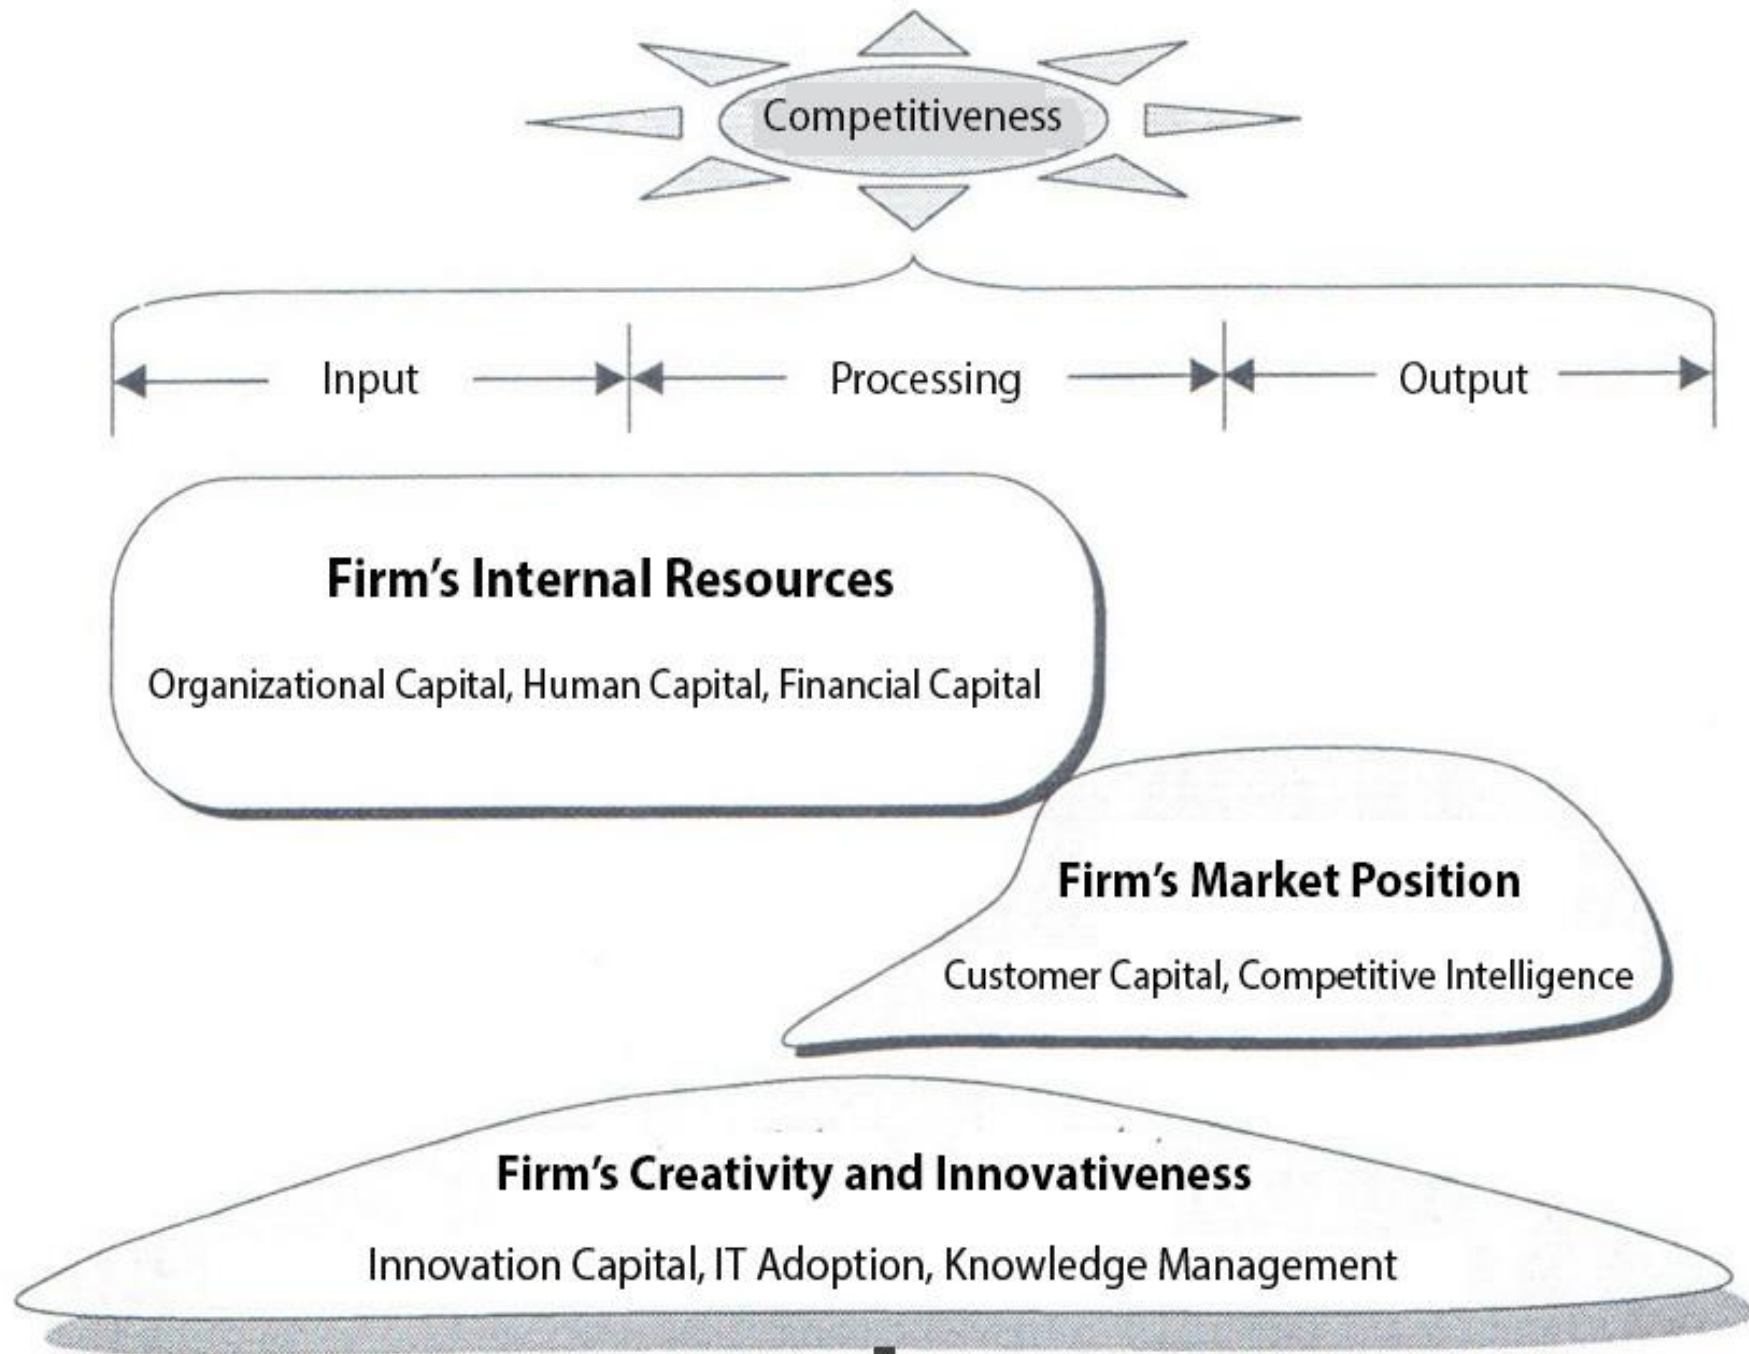 Competitiveness
Input Processing Output
Firm's Internal Resources
Organizational Capital, Human Capital, Financial Capital
Firm's Market Position
Customer Capital, Competitive Intelligence
Firm's Creativity and Innovativeness
Innovation Capital, IT Adoption, Knowledge Management